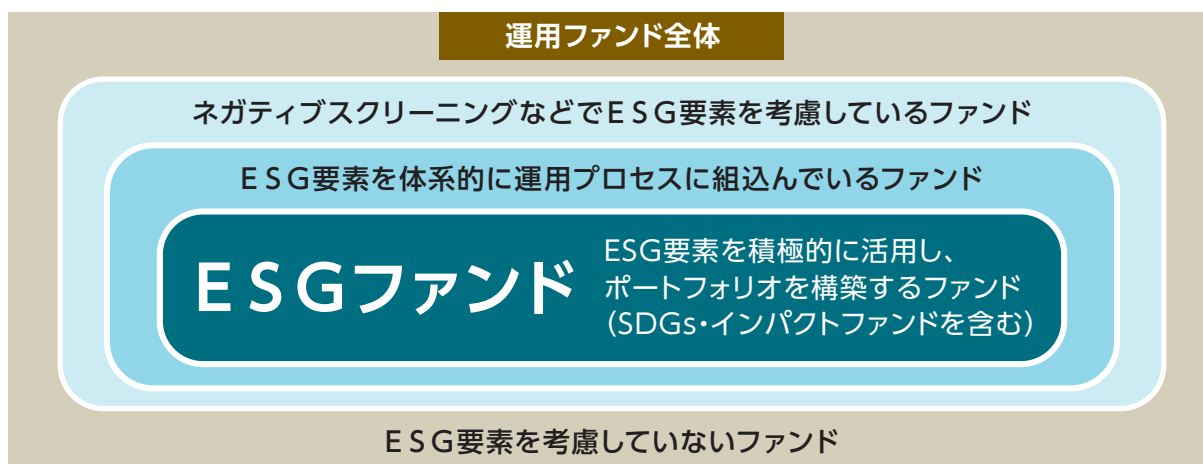 運用ファンド全体
ネガティブスクリーニングなどでESG要素を考慮しているファンド
ESG要素を体系的に運用プロセスに組込んでいるファンド
ESGファンド
ESG要素を積極的に活用し、
ポートフォリオを構築するファンド
(SDGs・インパクトファンドを含む)
ESG要素を考慮していないファンド